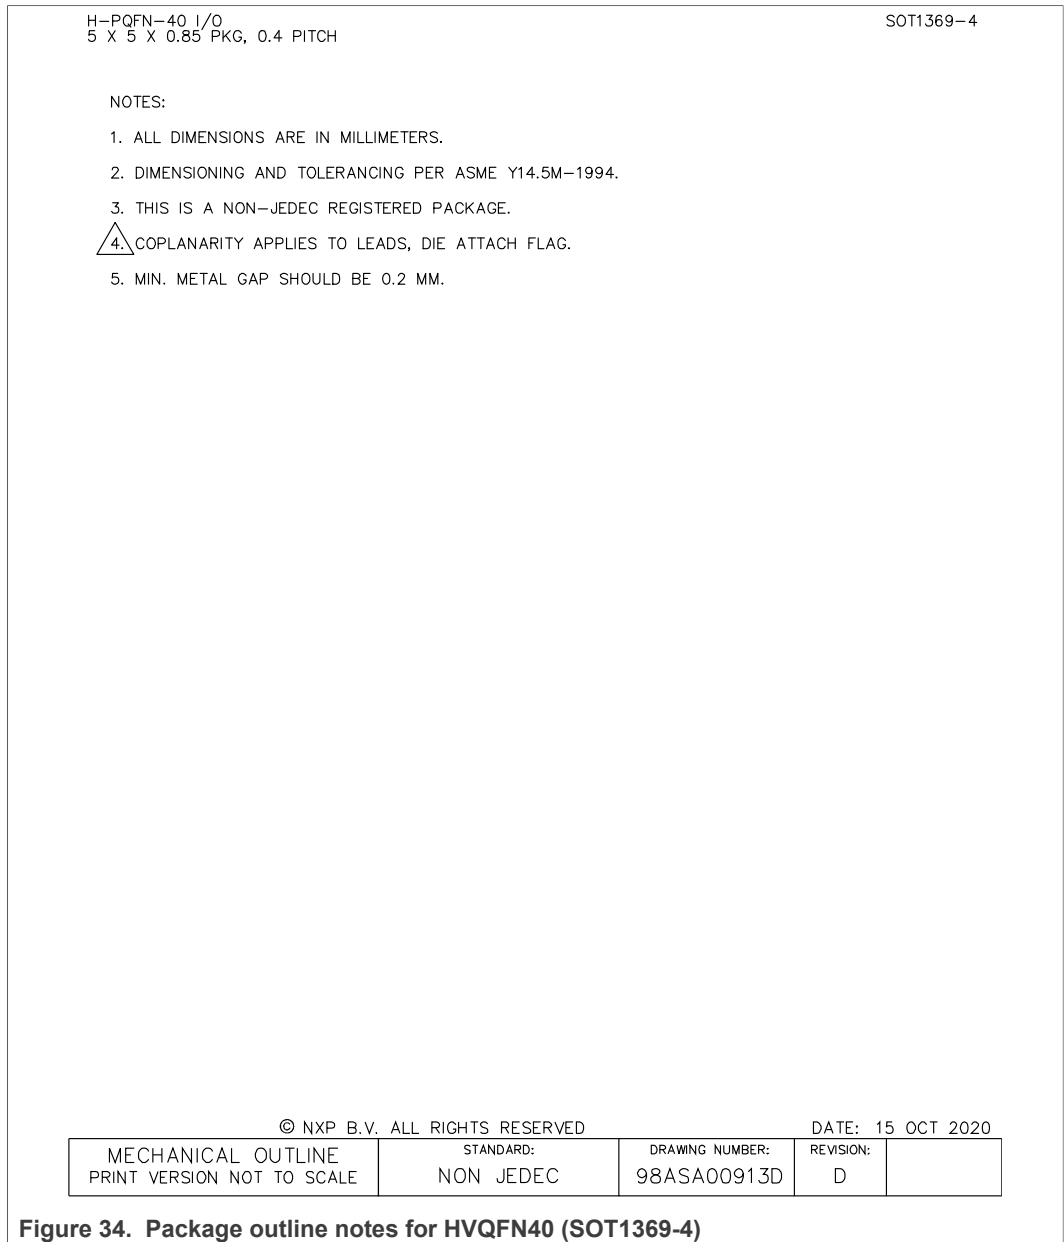 H-PQFN-40 I/O
SOT1369-4
5 X 5 X 0.85 PKG, 0.4 PITCH
NOTES:
1. ALL DIMENSIONS ARE IN MILLIMETERS.
2. DIMENSIONING AND TOLERANCING PER ASME Y14.5M-1994.
3. THIS IS A NON-JEDEC REGISTERED PACKAGE.
4. COPLANARITY APPLIES TO LEADS, DIE ATTACH FLAG.
5. MIN. METAL GAP SHOULD BE 0.2 MM.
© NXP B.V. ALL RIGHTS RESERVED
DATE: 15 OCT 2020
MECHANICAL OUTLINE
PRINT VERSION NOT TO SCALE
STANDARD:
NON JEDEC
DRAWING NUMBER:
98ASA00913D
REVISION:
D
Figure 34. Package outline notes for HVQFN40 (SOT1369-4)